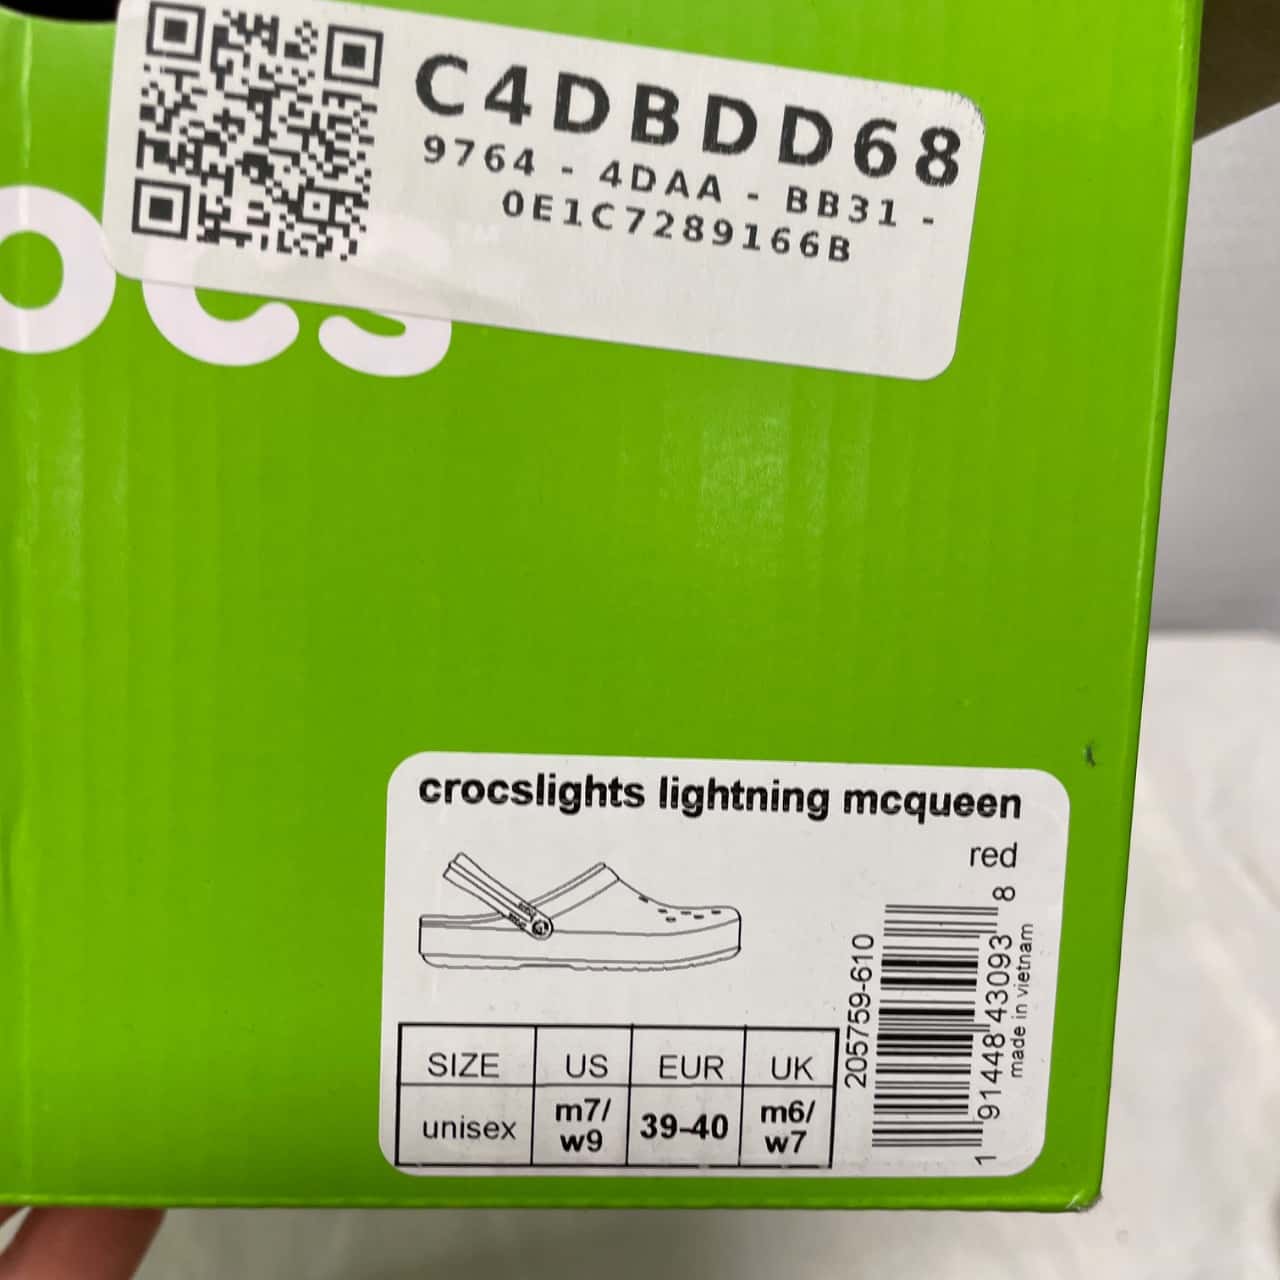 C4DBDD68
9764 - 4DAA - BB31 -
0E1C7289166B
ocs
crocslights lightning mcqueen
red
205759-610
1 91448 43093 8
made in vietnam
SIZE US EUR UK
unisex m7/ w9 39-40 m6/ w7